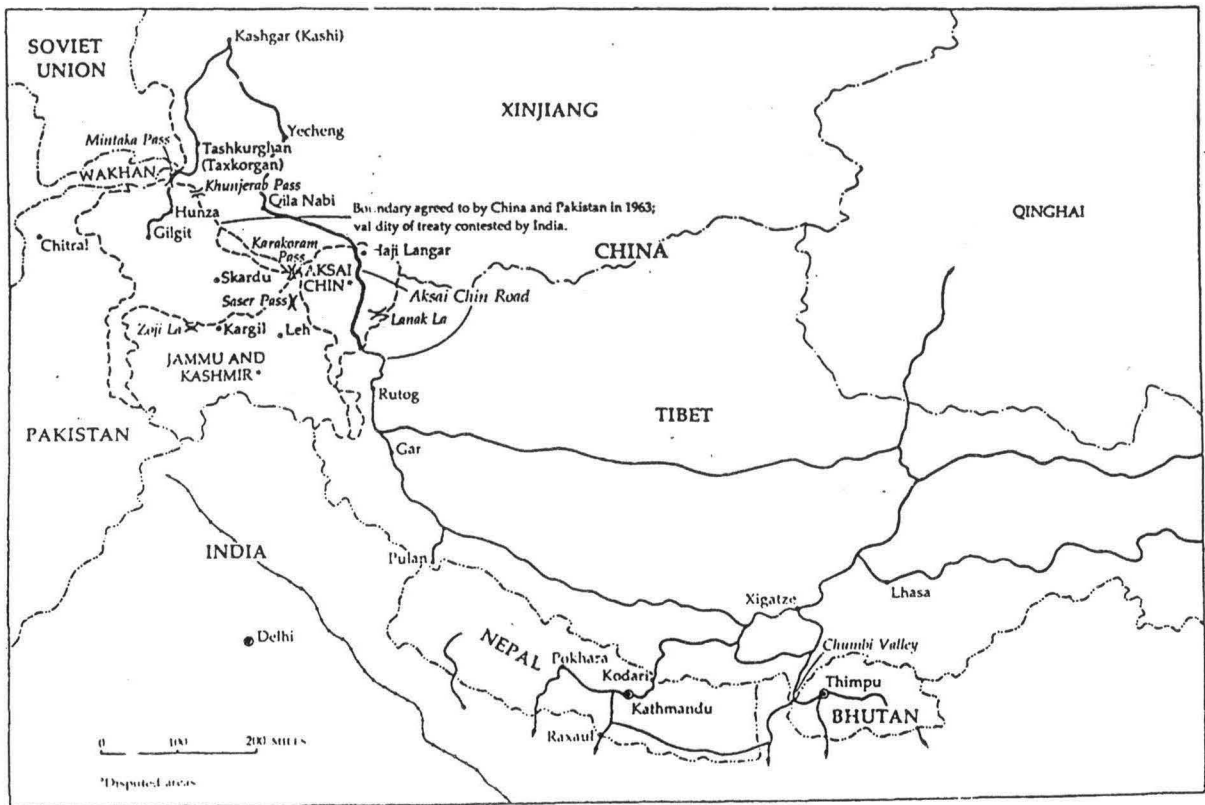 Kashgar (Kashi)
SOVIET
UNION
XINJIANG
Yecheng
Mintaka Pass
Tashkurghan
(Taxkorgan)
WAKHAN
Khunjerab Pass
Qila Nabi
Hunza
Boundary agreed to by China and Pakistan in 1963;
validity of treaty contested by India.
QINGHAI
Gilgit
Chitral
Karakoram
Pass
Haji Langar
CHINA
Skardu
AKSAI
CHIN*
Aksai Chin Road
Saser Pass
Lanak La
Zoji La
Kargil
Leh
JAMMU AND
KASHMIR*
Rutog
TIBET
PAKISTAN
Gar
INDIA
Pulan
Xigatze
Lhasa
Delhi
NEPAL
Chumbi Valley
Pokhara
Kodari
Thimpu
Kathmandu
BHUTAN
Raxaul
0 100 200 MILES
*Disputed areas